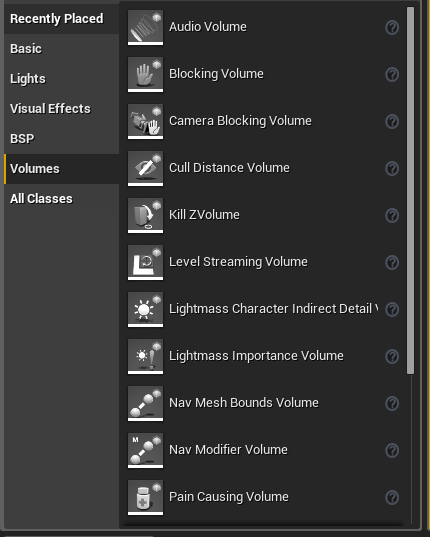 Recently Placed
Basic
Lights
Visual Effects
BSP
Volumes
All Classes
Audio Volume
Blocking Volume
Camera Blocking Volume
Cull Distance Volume
Kill ZVolume
Level Streaming Volume
Lightmass Character Indirect Detail
Lightmass Importance Volume
Nav Mesh Bounds Volume
M
Nav Modifier Volume
Pain Causing Volume